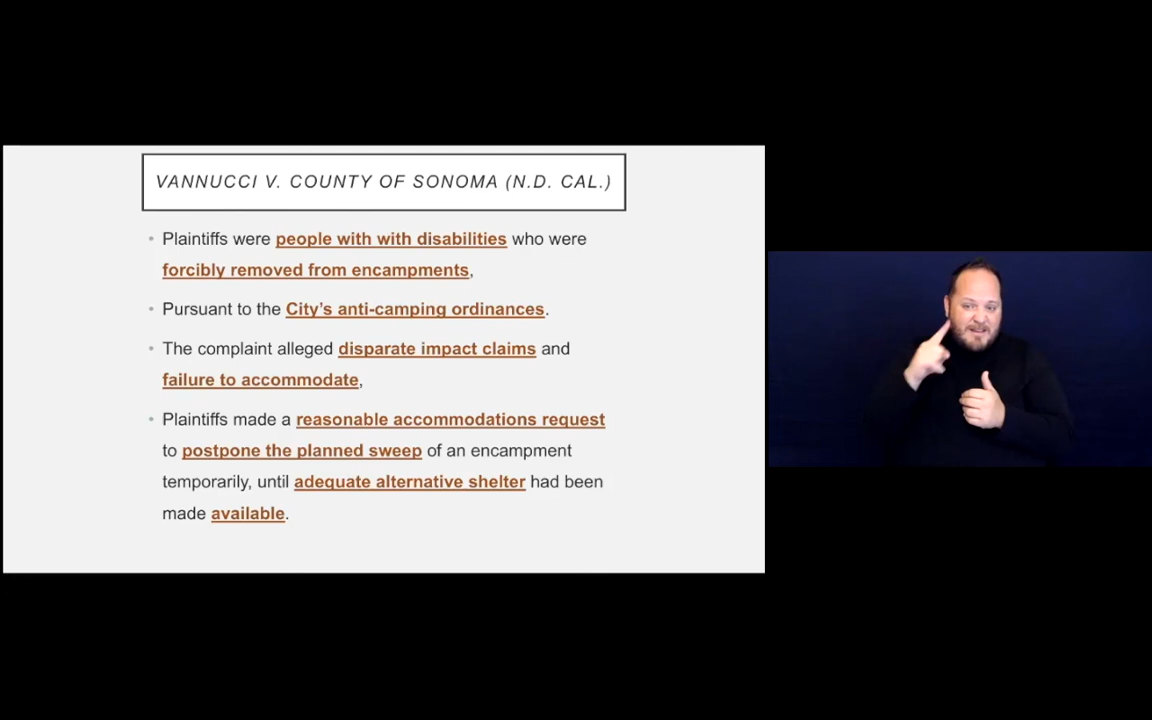 VANNUCCI V. COUNTY OF SONOMA (N.D. CAL.)
• Plaintiffs were people with with disabilities who were
forcibly removed from encampments,
• Pursuant to the City's anti-camping ordinances.
• The complaint alleged disparate impact claims and
failure to accommodate,
• Plaintiffs made a reasonable accommodations request
to postpone the planned sweep of an encampment
temporarily, until adequate alternative shelter had been
made available.